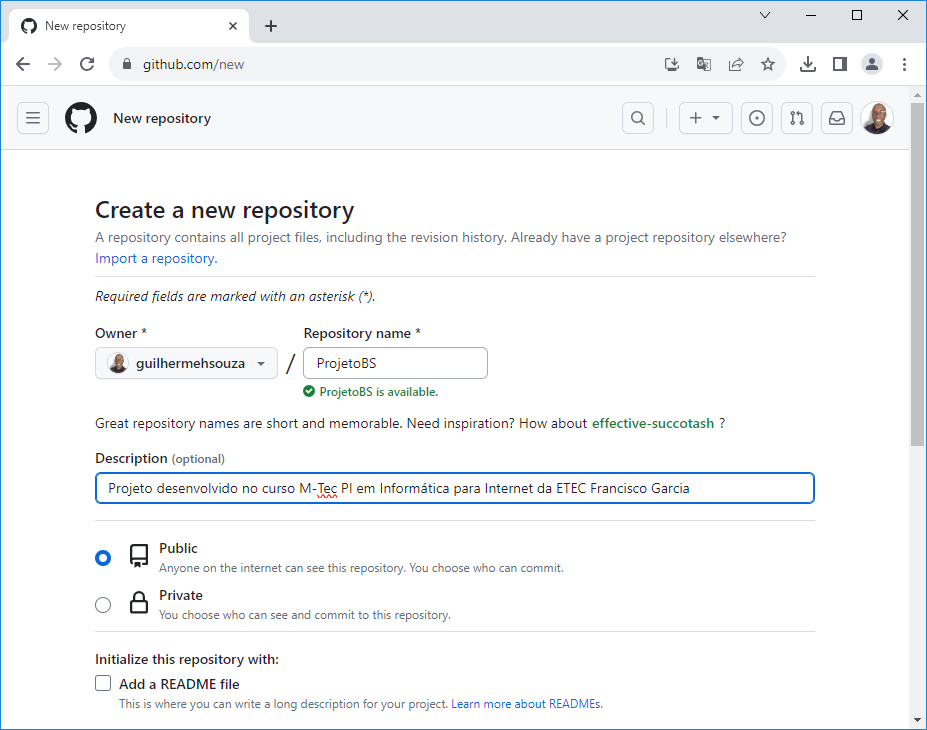 New repository
github.com/new
New repository
Create a new repository
A repository contains all project files, including the revision history. Already have a project repository elsewhere?
Import a repository.
Required fields are marked with an asterisk (*).
Owner *
Repository name *
guilhermehsouza / ProjetoBS
ProjetoBS is available.
Great repository names are short and memorable. Need inspiration? How about effective-succotash ?
Description (optional)
Projeto desenvolvido no curso M-Tec PI em Informática para Internet da ETEC Francisco Garcia
Public
Anyone on the internet can see this repository. You choose who can commit.
Private
You choose who can see and commit to this repository.
Initialize this repository with:
Add a README file
This is where you can write a long description for your project. Learn more about READMEs.